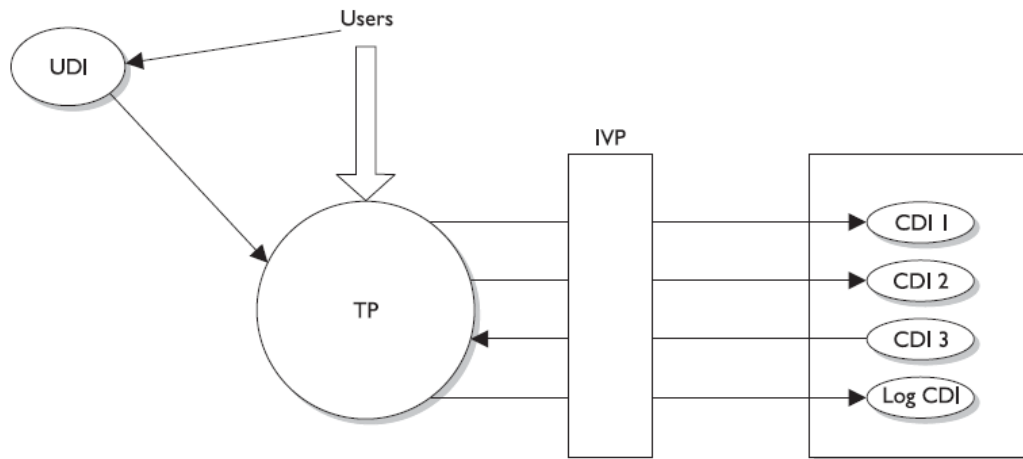 Users
UDI
IVP
CDI 1
CDI 2
TP
CDI 3
Log CDI